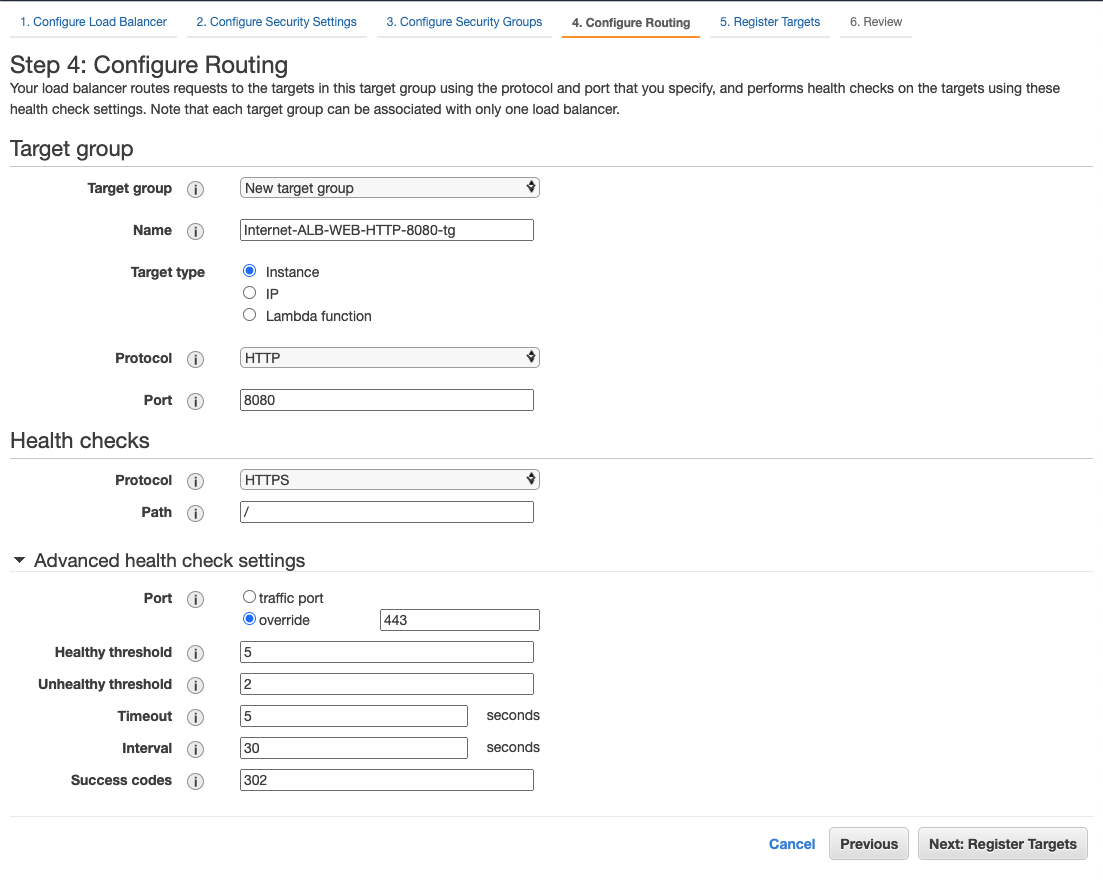 1. Configure Load Balancer 2. Configure Security Settings 3. Configure Security Groups 4. Configure Routing 5. Register Targets 6. Review
Step 4: Configure Routing
Your load balancer routes requests to the targets in this target group using the protocol and port that you specify, and performs health checks on the targets using these
health check settings. Note that each target group can be associated with only one load balancer.
Target group
Target group i New target group
Name i Internet-ALB-WEB-HTTP-8080-tg
Target type Instance
IP
Lambda function
Protocol i HTTP
Port i 8080
Health checks
Protocol i HTTPS
Path i /
Advanced health check settings
Port i traffic port
override 443
Healthy threshold i 5
Unhealthy threshold i 2
Timeout i 5 seconds
Interval i 30 seconds
Success codes i 302
Cancel Previous Next: Register Targets